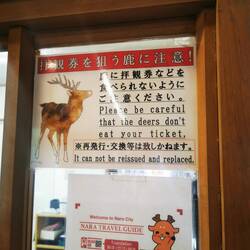 拝観券を狙う鹿に注意！
鹿に拝観券などを
食べられないように
ご注意ください。
Please be careful
that the deers don't
eat your ticket,
※再発行・交換等は致しかねます。
It can not be reissued and replaced.
Welcome to Nara City
NARA TRAVEL GUIDE
Translation